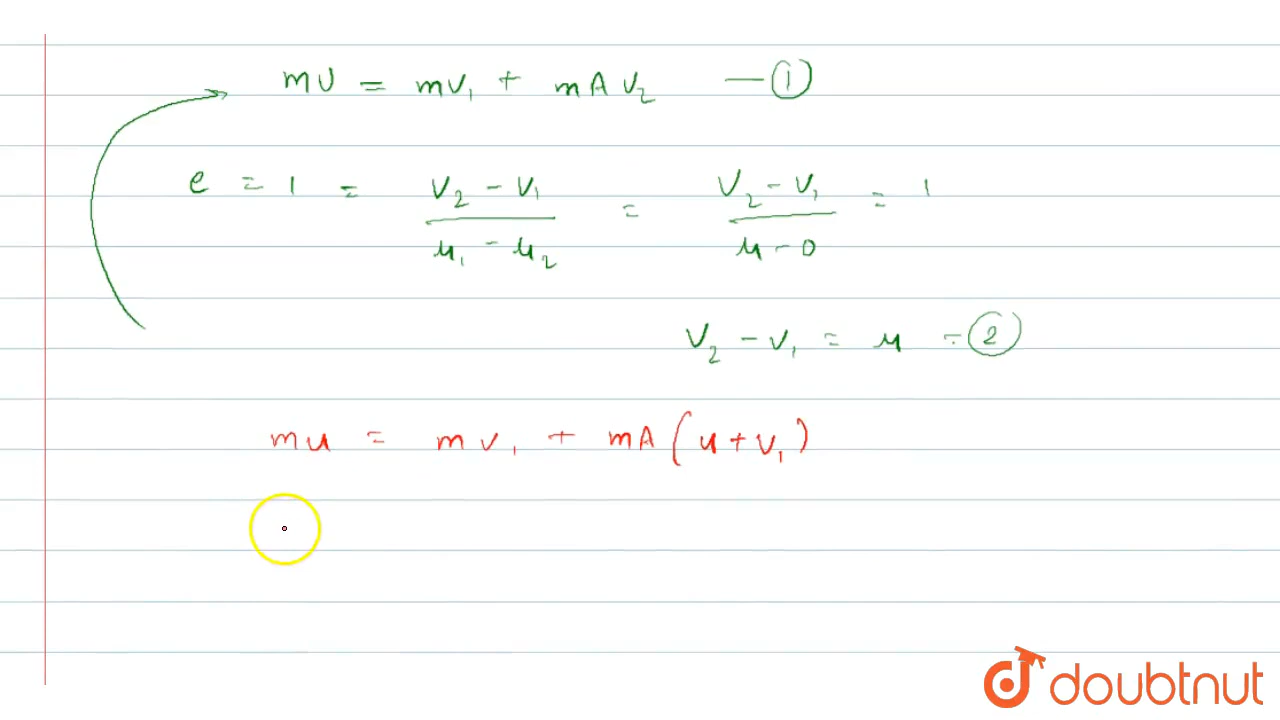 mU = mv₁ + mA v₂ — ①
e = 1 = (v₂ - v₁)/(u₁ - u₂) = (v₂ - v₁)/(u - 0) = 1
v₂ - v₁ = u - ②
mu = mv₁ + mA(u + v₁)
doubtnut